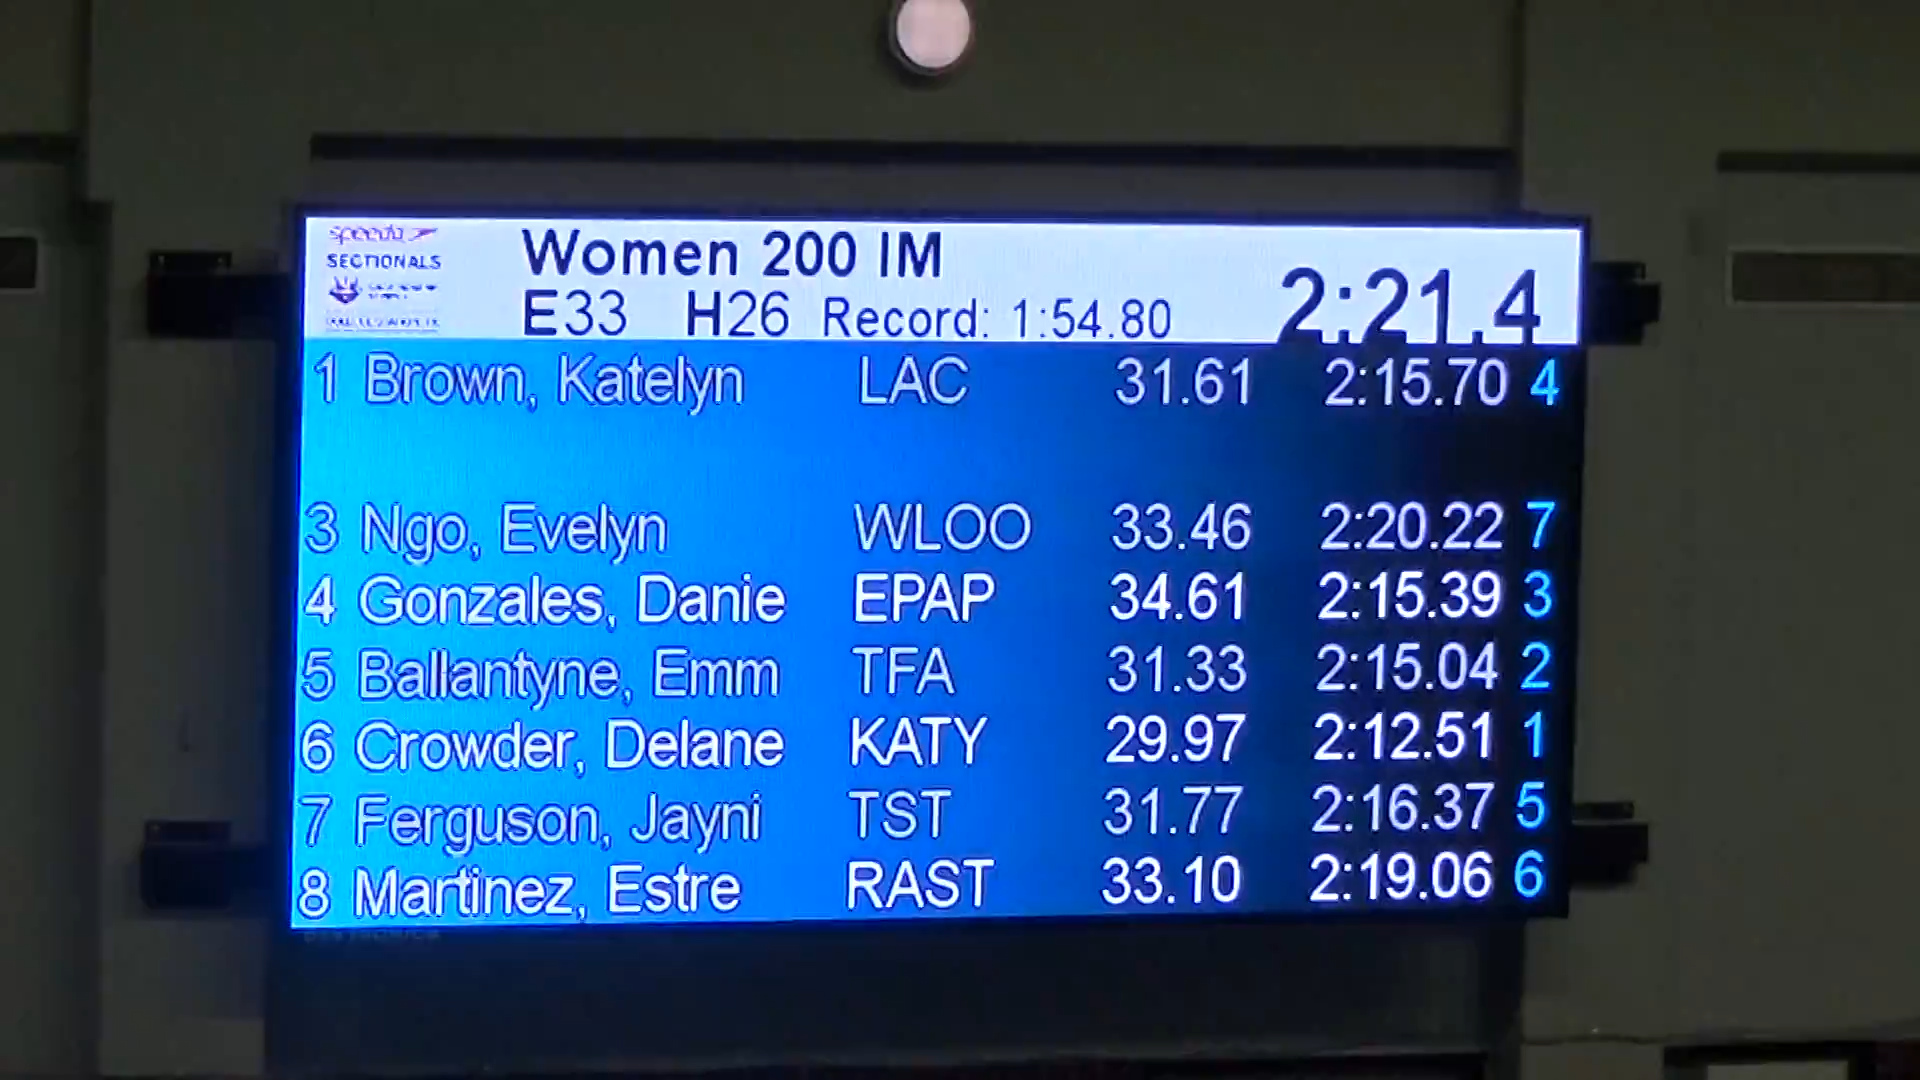 speedo
SECTIONALS
Women 200 IM
E33 H26 Record: 1:54.80
2:21.4
1 Brown, Katelyn LAC 31.61 2:15.70 4
3 Ngo, Evelyn WLOO 33.46 2:20.22 7
4 Gonzales, Danie EPAP 34.61 2:15.39 3
5 Ballantyne, Emm TFA 31.33 2:15.04 2
6 Crowder, Delane KATY 29.97 2:12.51 1
7 Ferguson, Jayni TST 31.77 2:16.37 5
8 Martinez, Estre RAST 33.10 2:19.06 6